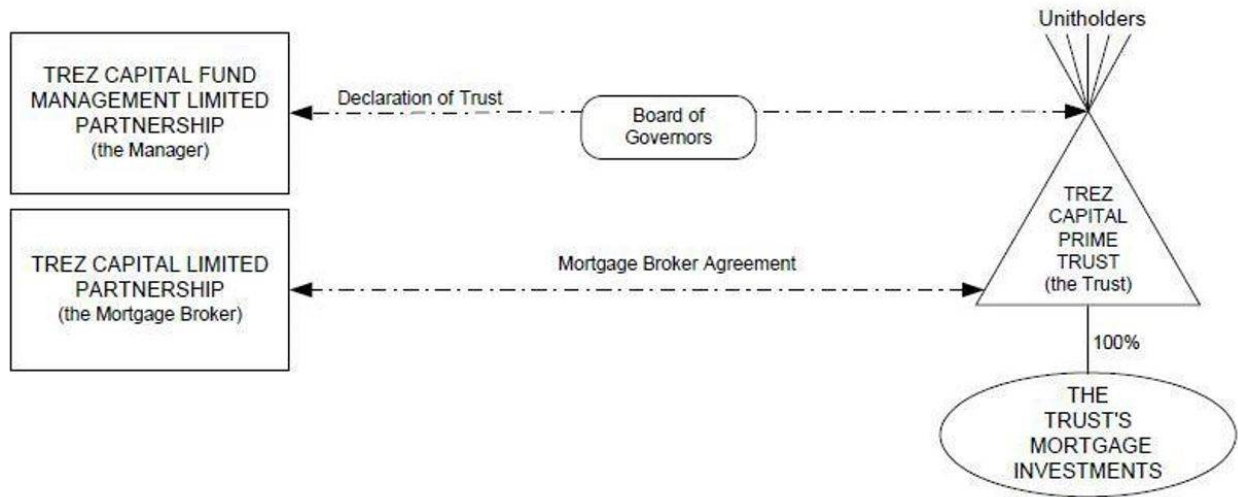 Unitholders
TREZ CAPITAL FUND
MANAGEMENT LIMITED
PARTNERSHIP
(the Manager)
Declaration of Trust
Board of
Governors
TREZ
CAPITAL
PRIME
TRUST
(the Trust)
TREZ CAPITAL LIMITED
PARTNERSHIP
(the Mortgage Broker)
Mortgage Broker Agreement
100%
THE
TRUST'S
MORTGAGE
INVESTMENTS